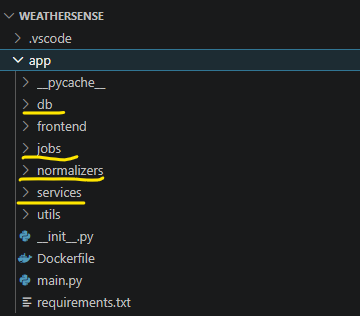 WEATHERSENSE
.vscode
app
__pycache__
db
frontend
jobs
normalizers
services
utils
__init__.py
Dockerfile
main.py
requirements.txt